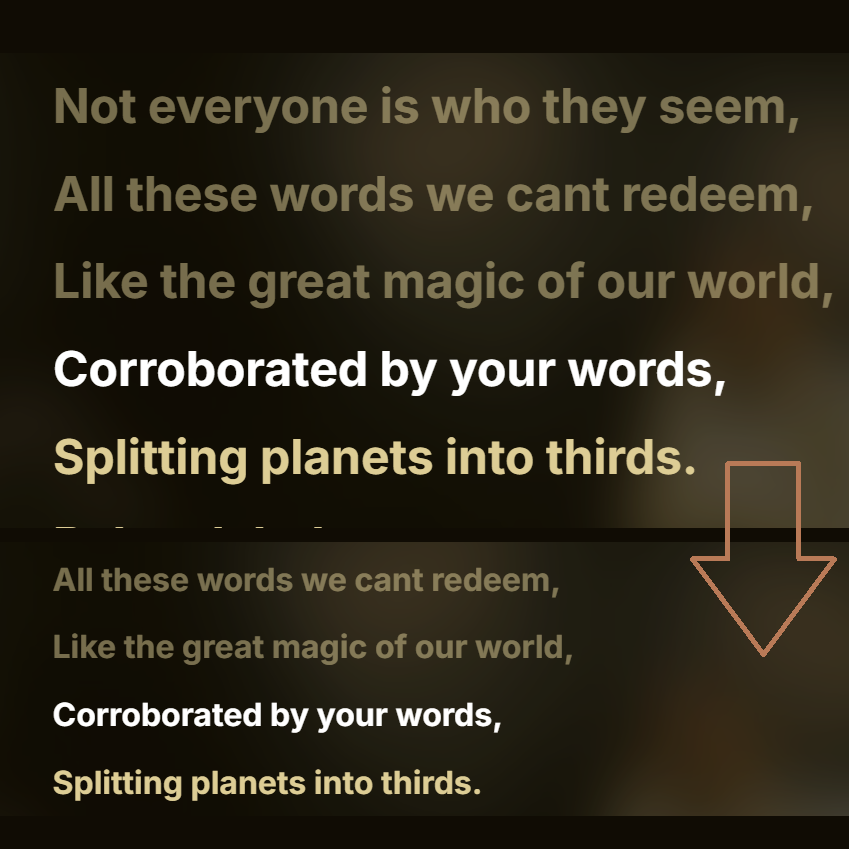 Not everyone is who they seem,
All these words we cant redeem,
Like the great magic of our world,
Corroborated by your words,
Splitting planets into thirds.
All these words we cant redeem,
Like the great magic of our world,
Corroborated by your words,
Splitting planets into thirds.